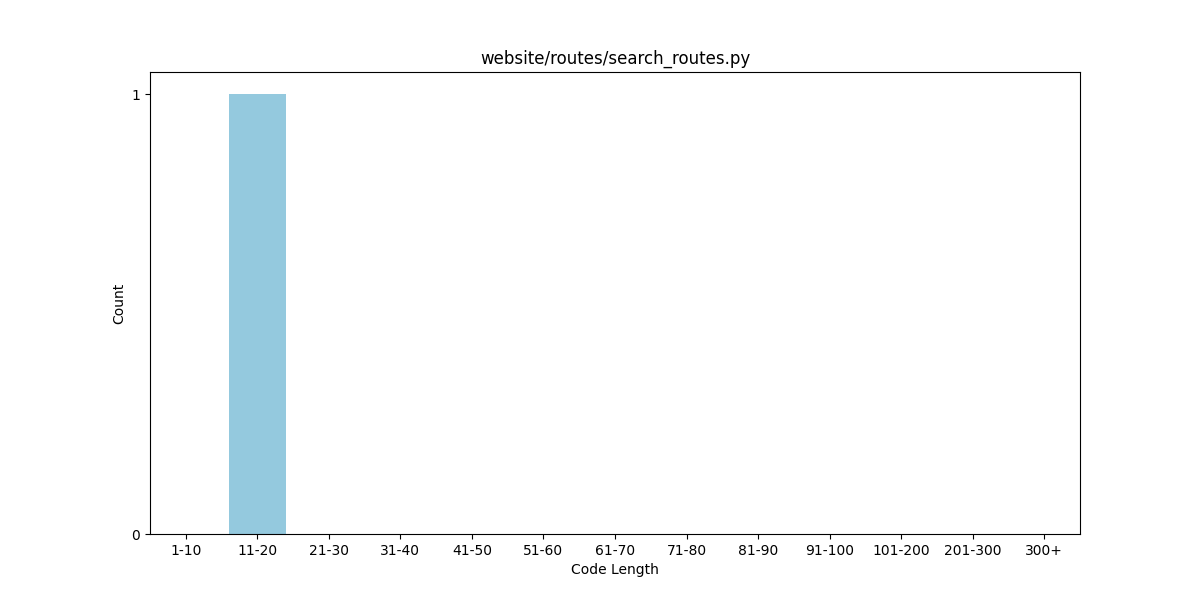 website/routes/search_routes.py
1
Count
0
1-10 11-20 21-30 31-40 41-50 51-60 61-70 71-80 81-90 91-100 101-200 201-300 300+
Code Length